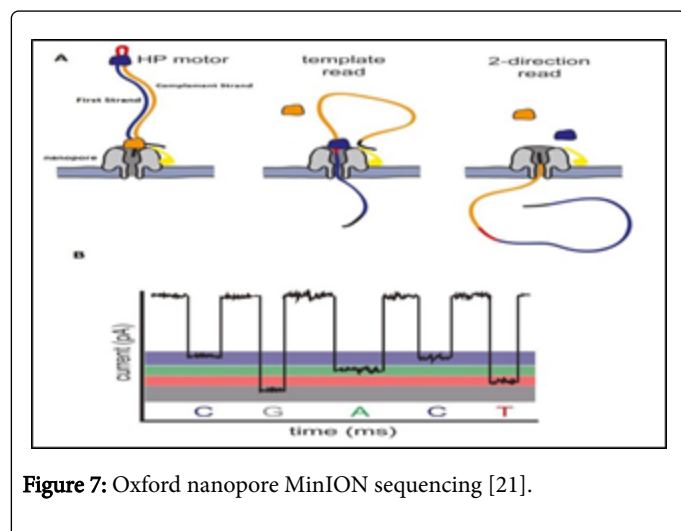 A
HP motor
template
read
2-direction
read
First Strand
Complement Strand
nanopore
B
current (pA)
C G A C T
time (ms)
Figure 7: Oxford nanopore MinION sequencing [21].